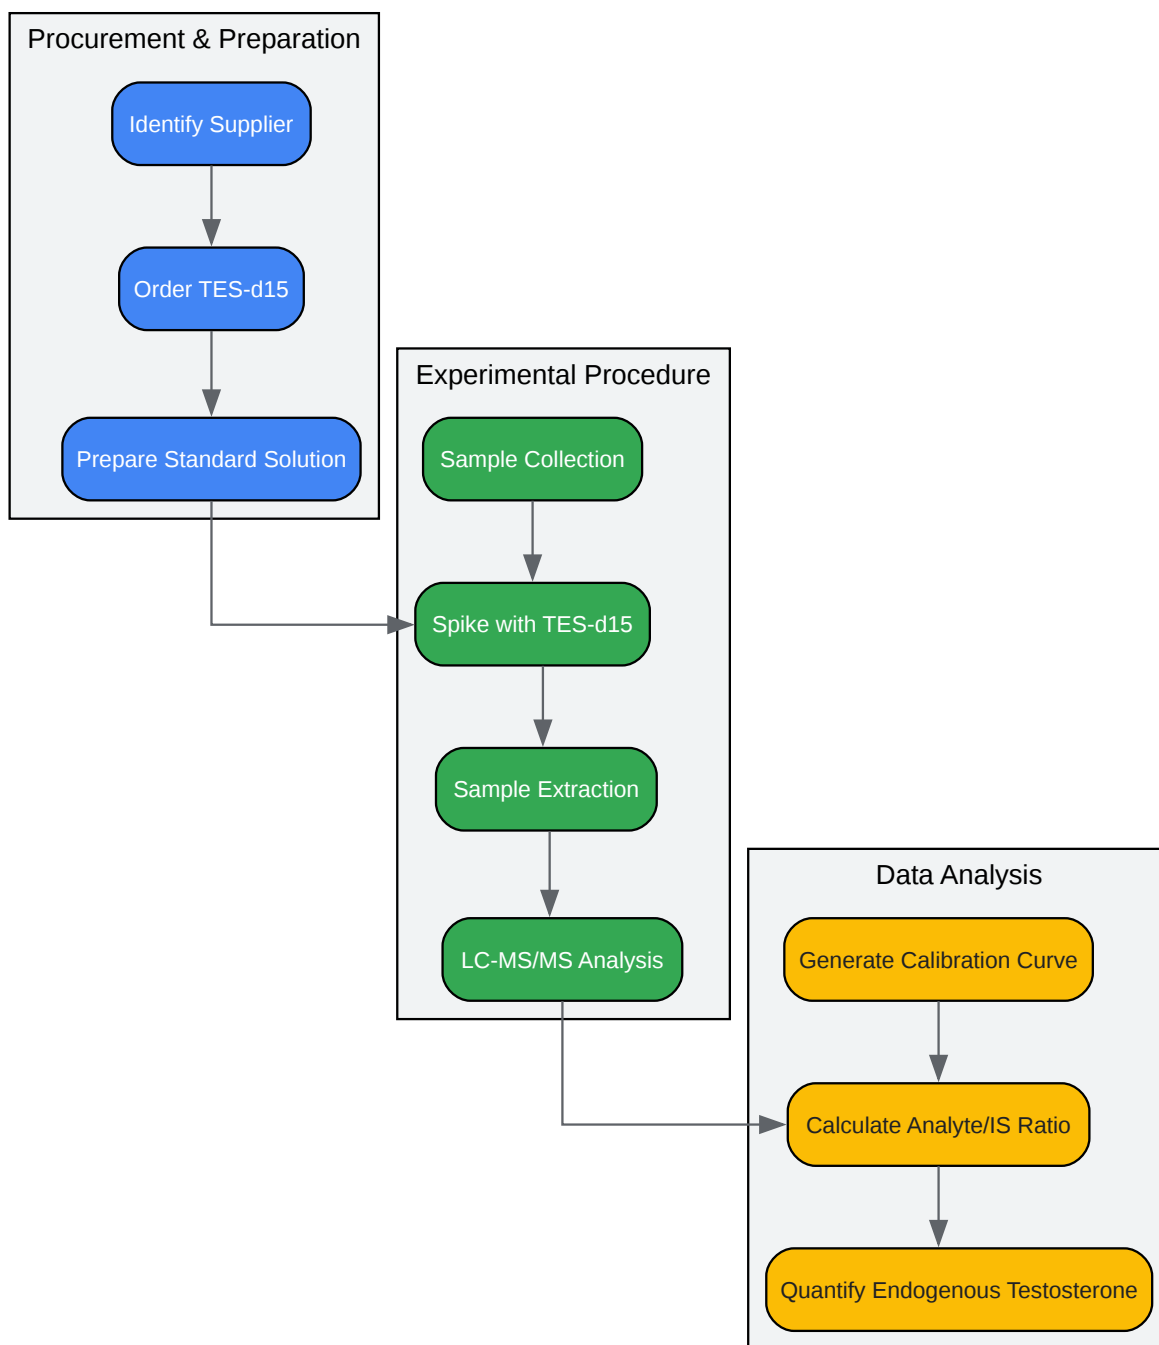 Procurement & Preparation
Identify Supplier
Order TES-d15
Prepare Standard Solution
Experimental Procedure
Sample Collection
Spike with TES-d15
Sample Extraction
LC-MS/MS Analysis
Data Analysis
Generate Calibration Curve
Calculate Analyte/IS Ratio
Quantify Endogenous Testosterone